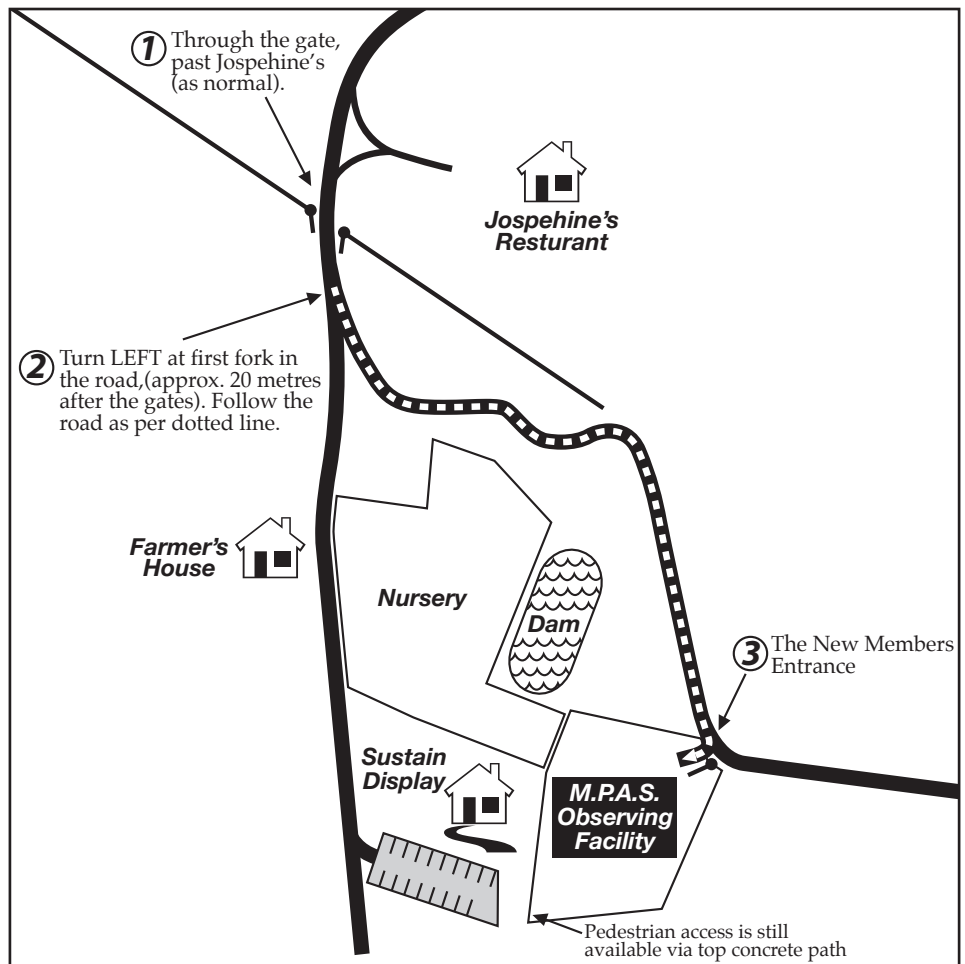 1 Through the gate,
past Jospehine's
(as normal).
Jospehine's
Resturant
2 Turn LEFT at first fork in
the road,(approx. 20 metres
after the gates). Follow the
road as per dotted line.
Farmer's
House
Nursery
Dam
3 The New Members
Entrance
Sustain
Display
M.P.A.S.
Observing
Facility
Pedestrian access is still
available via top concrete path